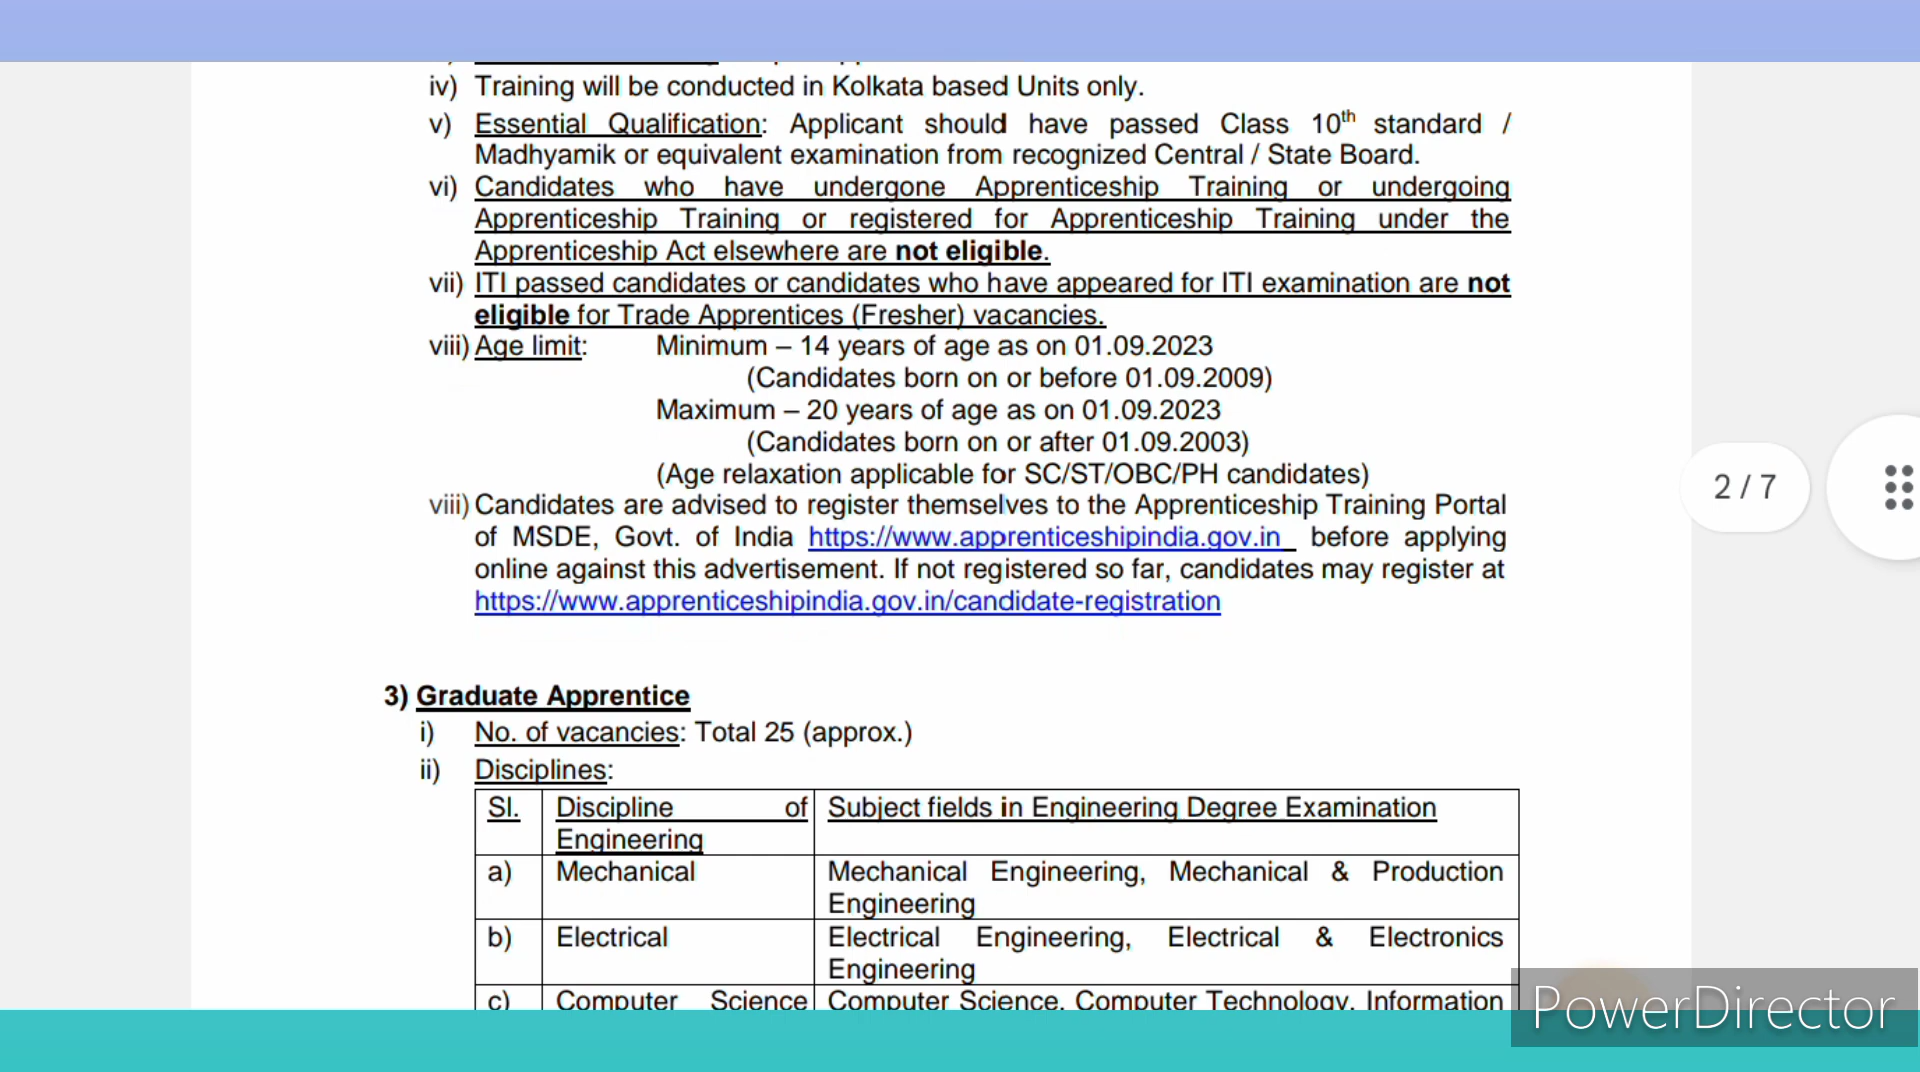 iv) Training will be conducted in Kolkata based Units only.
v) Essential Qualification: Applicant should have passed Class 10th standard /
Madhyamik or equivalent examination from recognized Central / State Board.
vi) Candidates who have undergone Apprenticeship Training or undergoing
Apprenticeship Training or registered for Apprenticeship Training under the
Apprenticeship Act elsewhere are not eligible.
vii) ITI passed candidates or candidates who have appeared for ITI examination are not
eligible for Trade Apprentices (Fresher) vacancies.
viii) Age limit: Minimum – 14 years of age as on 01.09.2023
(Candidates born on or before 01.09.2009)
Maximum – 20 years of age as on 01.09.2023
(Candidates born on or after 01.09.2003)
(Age relaxation applicable for SC/ST/OBC/PH candidates)
viii) Candidates are advised to register themselves to the Apprenticeship Training Portal
of MSDE, Govt. of India https://www.apprenticeshipindia.gov.in before applying
online against this advertisement. If not registered so far, candidates may register at
https://www.apprenticeshipindia.gov.in/candidate-registration
2 / 7
3) Graduate Apprentice
i) No. of vacancies: Total 25 (approx.)
ii) Disciplines:
Sl. Discipline of Subject fields in Engineering Degree Examination
Engineering
a) Mechanical Mechanical Engineering, Mechanical & Production
Engineering
b) Electrical Electrical Engineering, Electrical & Electronics
Engineering
c) Computer Science Computer Science, Computer Technology, Information
PowerDirector